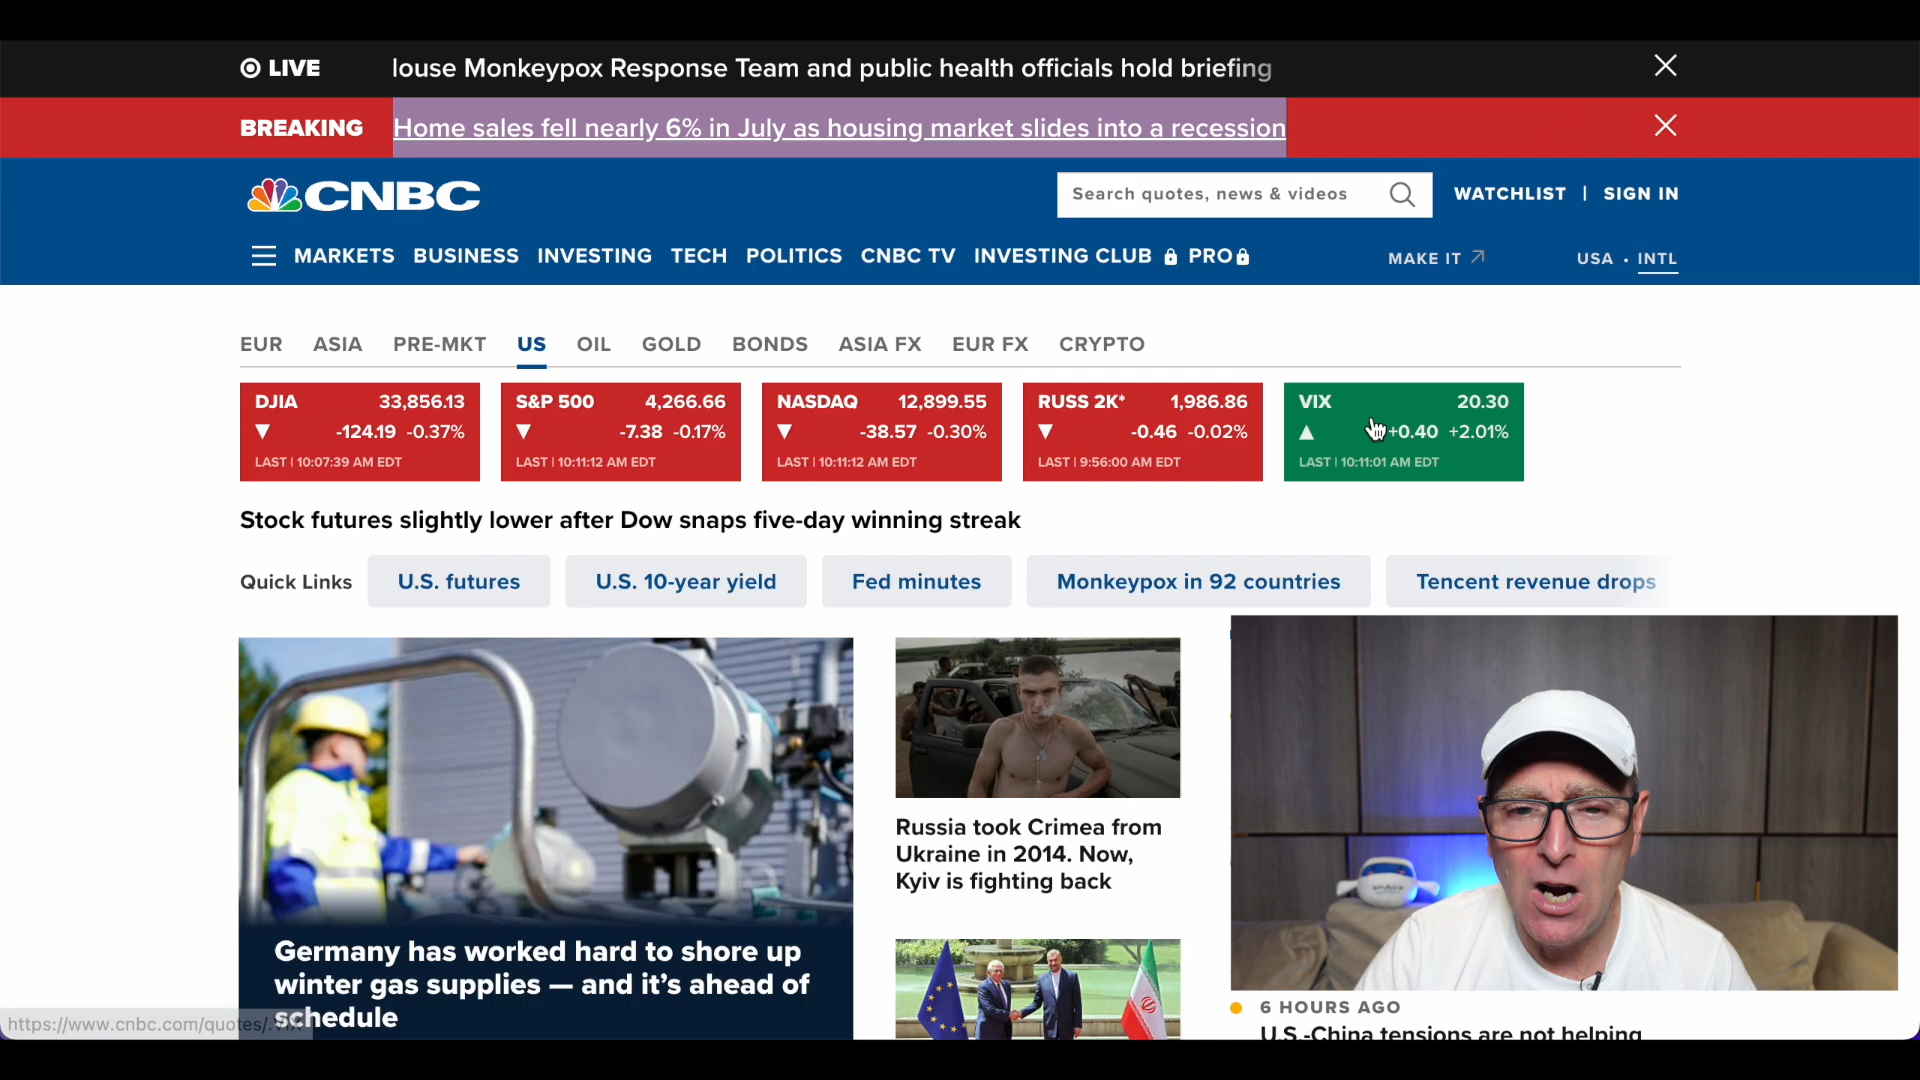 LIVE
louse Monkeypox Response Team and public health officials hold briefing
BREAKING
Home sales fell nearly 6% in July as housing market slides into a recession
CNBC
Search quotes, news & videos
WATCHLIST | SIGN IN
MARKETS BUSINESS INVESTING TECH POLITICS CNBC TV INVESTING CLUB PRO
MAKE IT
USA • INTL
EUR ASIA PRE-MKT US OIL GOLD BONDS ASIA FX EUR FX CRYPTO
DJIA 33,856.13
-124.19 -0.37%
LAST | 10:07:39 AM EDT
S&P 500 4,266.66
-7.38 -0.17%
LAST | 10:11:12 AM EDT
NASDAQ 12,899.55
-38.57 -0.30%
LAST | 10:11:12 AM EDT
RUSS 2K* 1,986.86
-0.46 -0.02%
LAST | 9:56:00 AM EDT
VIX 20.30
+0.40 +2.01%
LAST | 10:11:01 AM EDT
Stock futures slightly lower after Dow snaps five-day winning streak
Quick Links
U.S. futures
U.S. 10-year yield
Fed minutes
Monkeypox in 92 countries
Tencent revenue drops
Germany has worked hard to shore up
winter gas supplies — and it's ahead of
schedule
Russia took Crimea from
Ukraine in 2014. Now,
Kyiv is fighting back
6 HOURS AGO
U.S.-China tensions are not helping
https://www.cnbc.com/quotes/.VIX